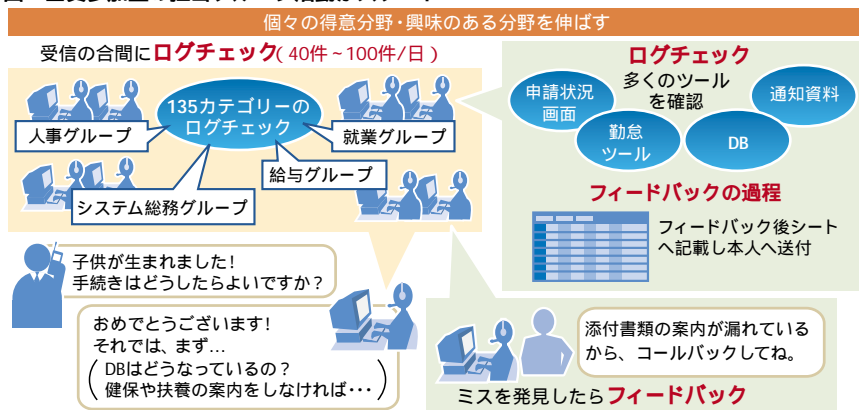 個々の得意分野・興味のある分野を伸ばす
受信の合間にログチェック(40件~100件/日)
135カテゴリーの
ログチェック
人事グループ
就業グループ
給与グループ
システム総務グループ
子供が生まれました!
手続きはどうしたらよいですか?
おめでとうございます!
それでは、まず…
DBはどうなっているの?
健保や扶養の案内をしなければ・・・
ログチェック
多くのツール
を確認
申請状況
画面
勤怠
ツール
DB
通知資料
フィードバックの過程
フィードバック後シート
へ記載し本人へ送付
添付書類の案内が漏れている
から、コールバックしてね。
ミスを発見したらフィードバック